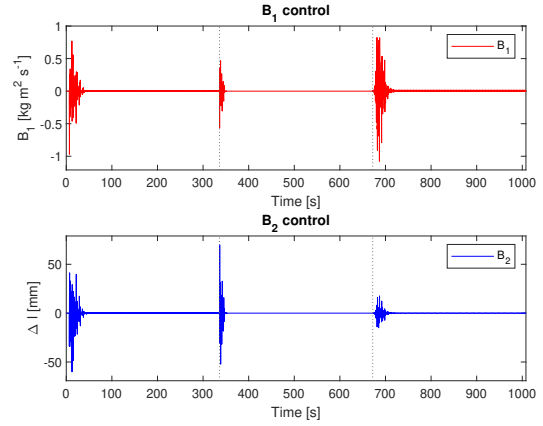 B₁ control
B₁ [kg m² s⁻¹]
1
0.5
0
-0.5
-1
B₁
0 100 200 300 400 500 600 700 800 900 1000
Time [s]
B₂ control
Δ l [mm]
50
0
-50
B₂
0 100 200 300 400 500 600 700 800 900 1000
Time [s]